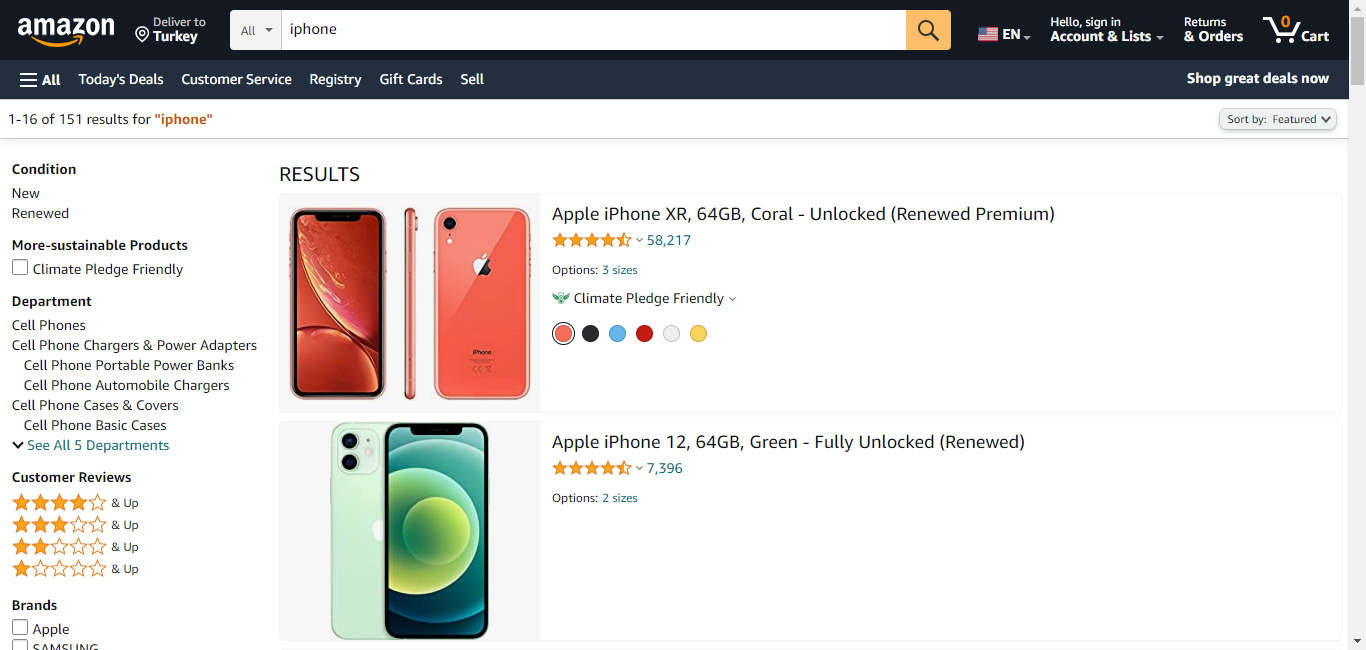 amazon
Deliver to
Turkey
All
iphone
EN
Hello, sign in
Account & Lists
Returns
& Orders
0
Cart
All
Today's Deals
Customer Service
Registry
Gift Cards
Sell
Shop great deals now
1-16 of 151 results for "iphone"
Sort by: Featured
Condition
New
Renewed
More-sustainable Products
Climate Pledge Friendly
Department
Cell Phones
Cell Phone Chargers & Power Adapters
Cell Phone Portable Power Banks
Cell Phone Automobile Chargers
Cell Phone Cases & Covers
Cell Phone Basic Cases
See All 5 Departments
Customer Reviews
& Up
& Up
& Up
& Up
Brands
Apple
SAMSUNG
RESULTS
iPhone
Apple iPhone XR, 64GB, Coral - Unlocked (Renewed Premium)
58,217
Options: 3 sizes
Climate Pledge Friendly
Apple iPhone 12, 64GB, Green - Fully Unlocked (Renewed)
7,396
Options: 2 sizes